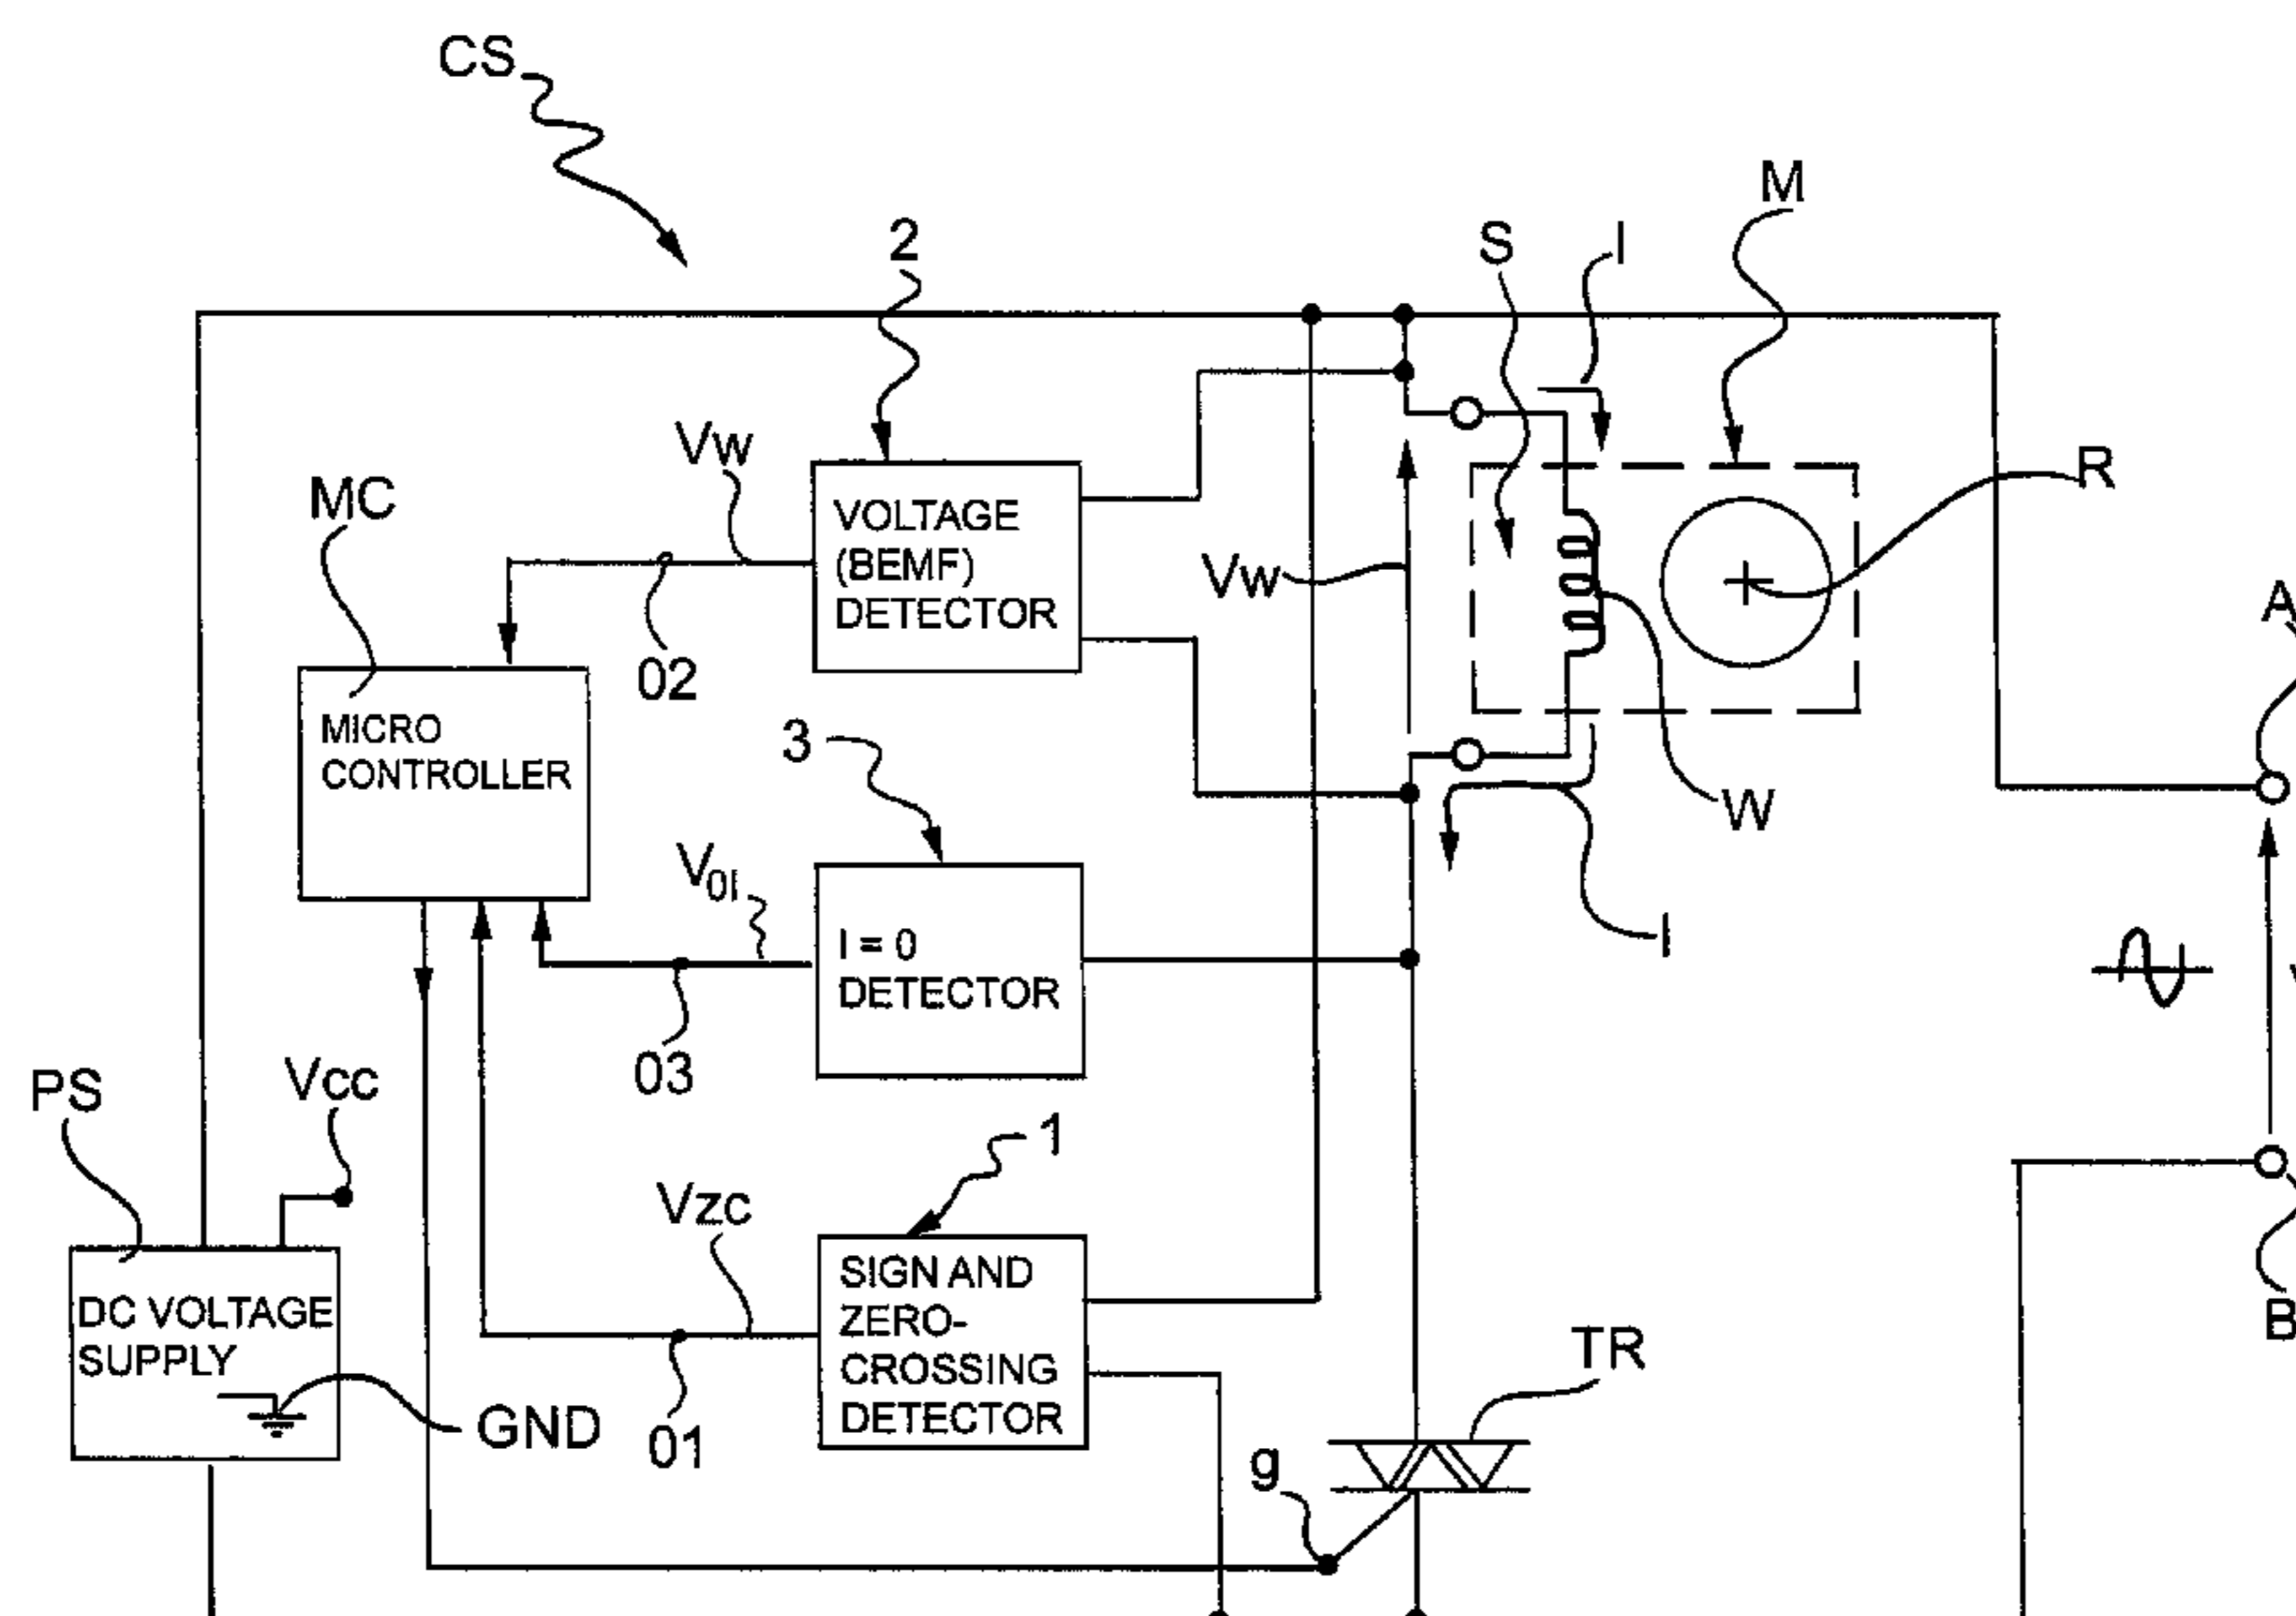 CS
M
S
I
2
Vw
MC
R
VOLTAGE
(BEMF)
DETECTOR
Vw
A
02
MICRO
CONTROLLER
3
W
V0I
I = 0
DETECTOR
I
03
PS
Vcc
1
Vzc
SIGN AND
ZERO-
CROSSING
DETECTOR
DC VOLTAGE
SUPPLY
GND
01
TR
B
g